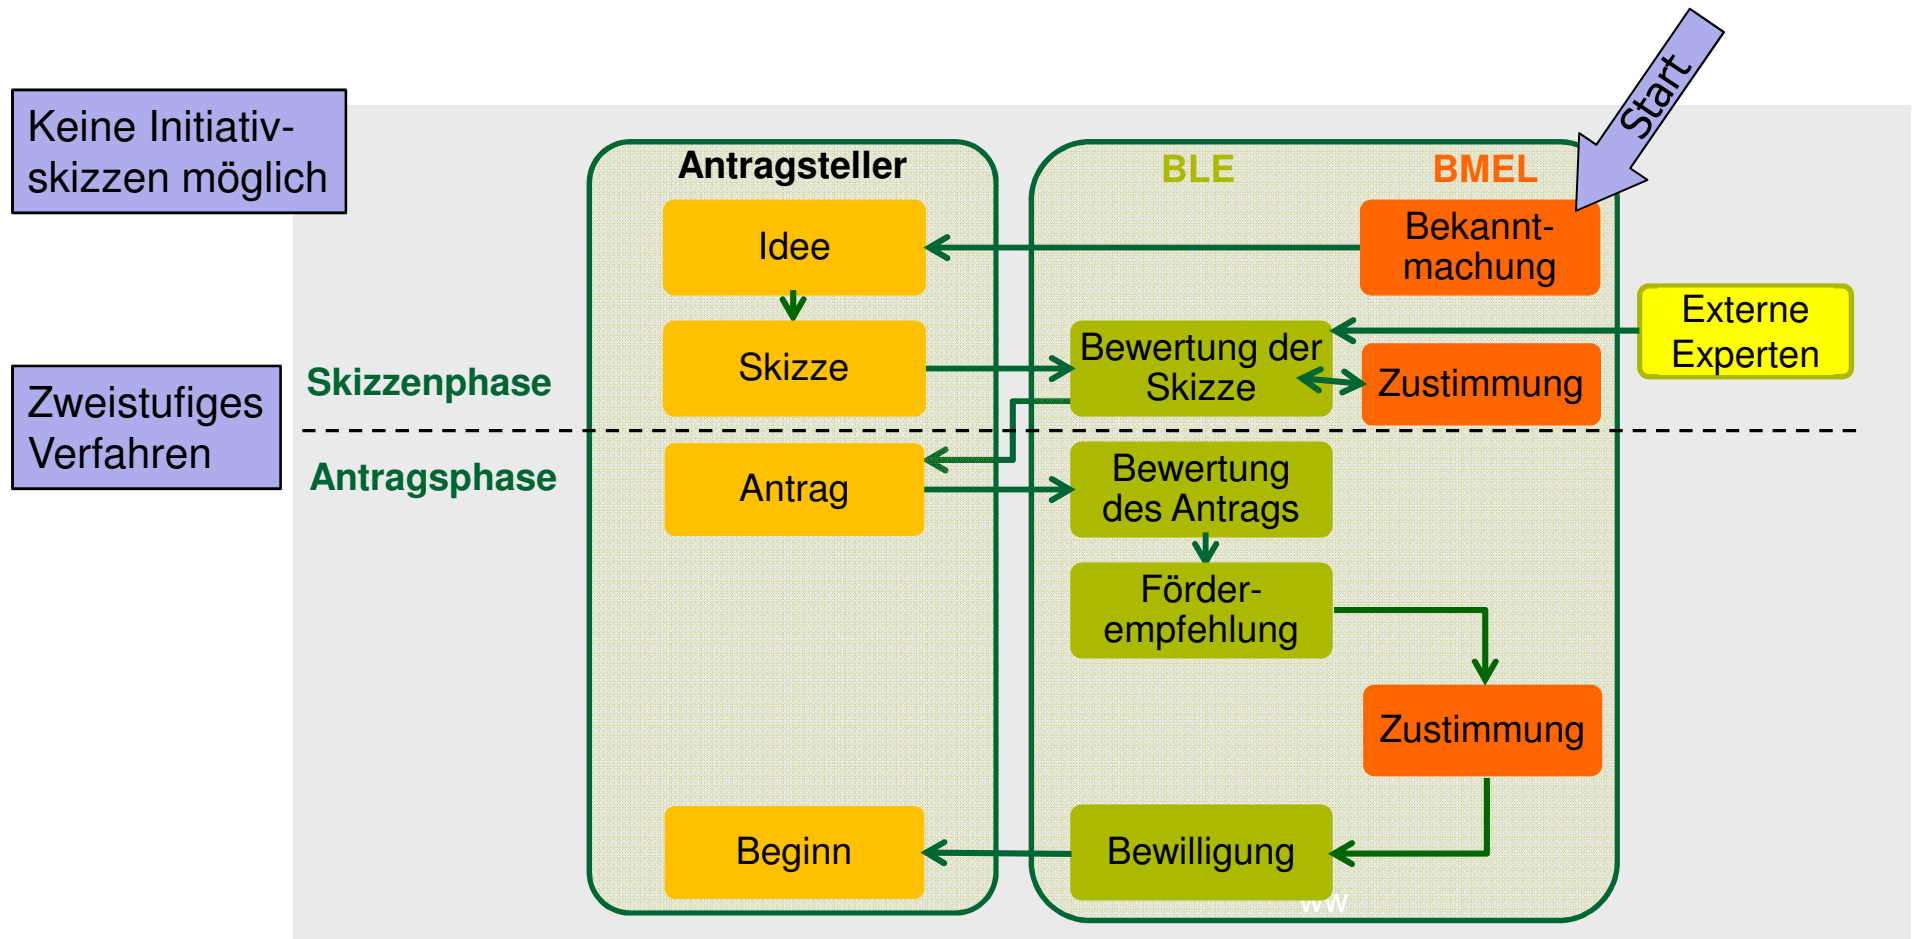 Start
Keine Initiativ-
skizzen möglich
Antragsteller
BLE
BMEL
Idee
Bekannt-
machung
Externe
Experten
Skizze
Bewertung der
Skizze
Zustimmung
Zweistufiges
Verfahren
Skizzenphase
Antragsphase
Antrag
Bewertung
des Antrags
Förder-
empfehlung
Zustimmung
Beginn
Bewilligung
ww